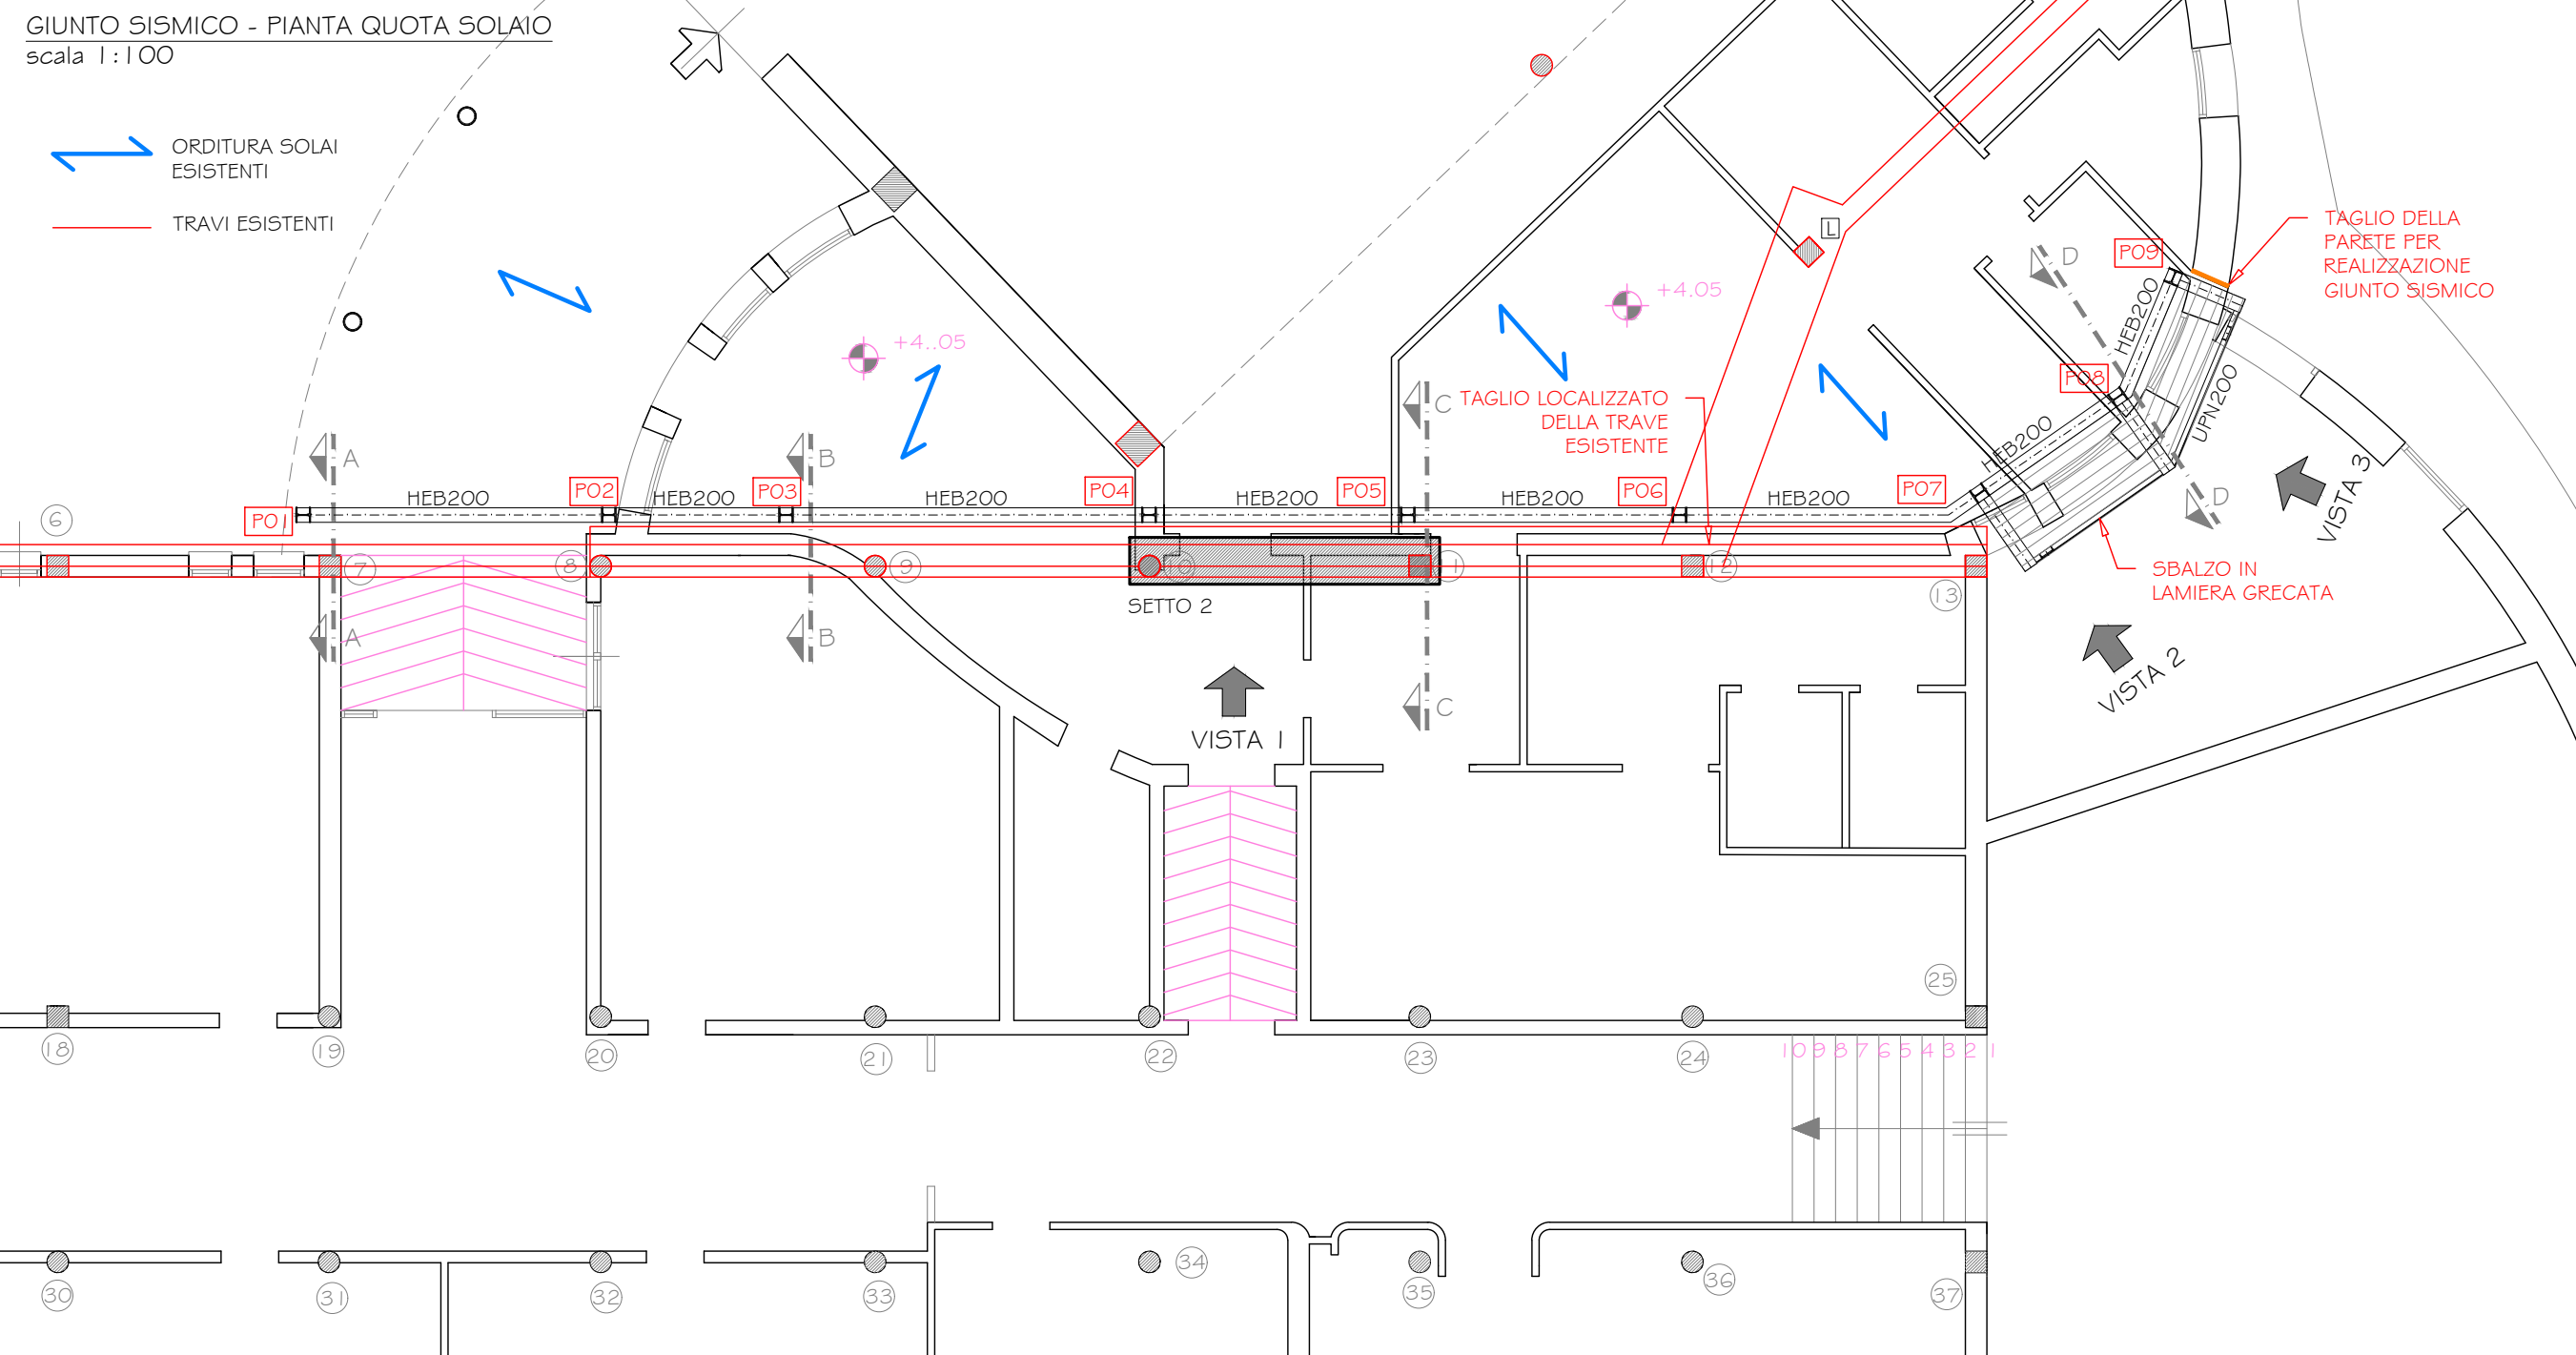 GIUNTO SISMICO - PIANTA QUOTA SOLAIO
scala 1:100
ORDITURA SOLAI
ESISTENTI
TRAVI ESISTENTI
+4..05
+4.05
L
TAGLIO DELLA
PARETE PER
REALIZZAZIONE
GIUNTO SISMICO
TAGLIO LOCALIZZATO
DELLA TRAVE
ESISTENTE
P09
D
HEB200
P08
HEB200
UPN200
D
VISTA 3
A
B
C
P01
HEB200
P02
HEB200
P03
HEB200
P04
HEB200
P05
HEB200
P06
HEB200
P07
6
7
8
9
10
11
12
13
SETTO 2
SBALZO IN
LAMIERA GRECATA
A
B
C
VISTA 1
VISTA 2
25
18
19
20
21
22
23
24
10 9 8 7 6 5 4 3 2 1
30
31
32
33
34
35
36
37